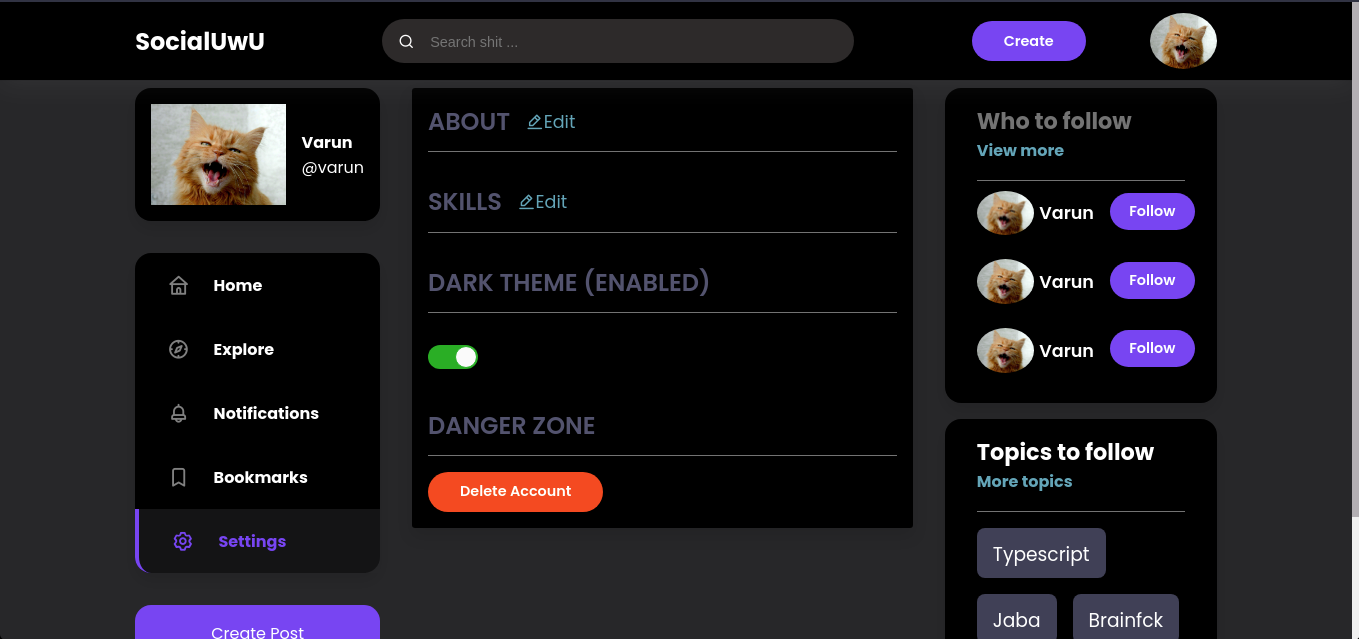 SocialUwU
Search shit ...
Create
Varun
@varun
Home
Explore
Notifications
Bookmarks
Settings
Create Post
ABOUT Edit
SKILLS Edit
DARK THEME (ENABLED)
DANGER ZONE
Delete Account
Who to follow
View more
Varun Follow
Varun Follow
Varun Follow
Topics to follow
More topics
Typescript
Jaba Brainfck